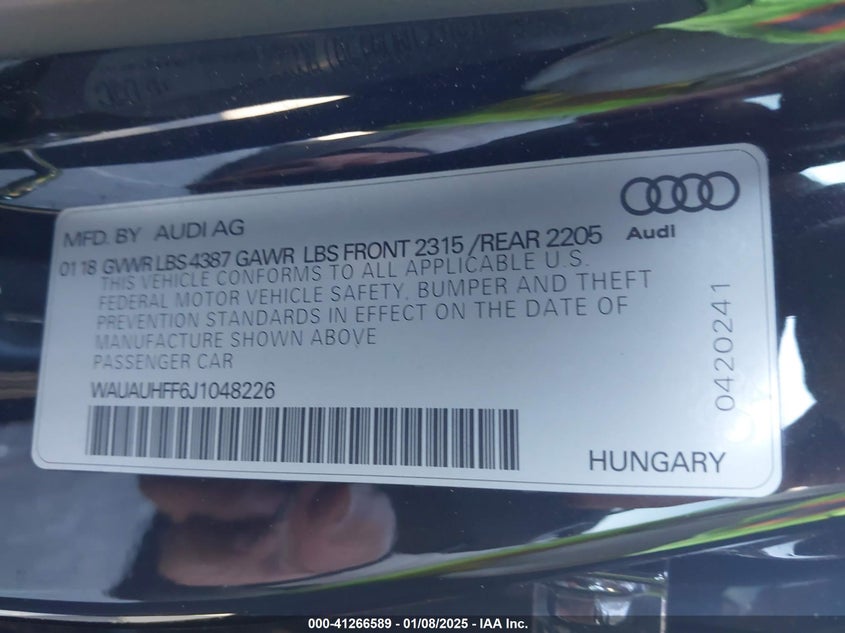 MFD. BY AUDI AG
Audi
01 18 GVWR LBS 4387 GAWR LBS FRONT 2315 /REAR 2205
THIS VEHICLE CONFORMS TO ALL APPLICABLE U.S.
FEDERAL MOTOR VEHICLE SAFETY, BUMPER AND THEFT
PREVENTION STANDARDS IN EFFECT ON THE DATE OF
MANUFACTURE SHOWN ABOVE
PASSENGER CAR
WAUAUHFF6J1048226
0420241
HUNGARY
000-41266589 - 01/08/2025 - IAA Inc.